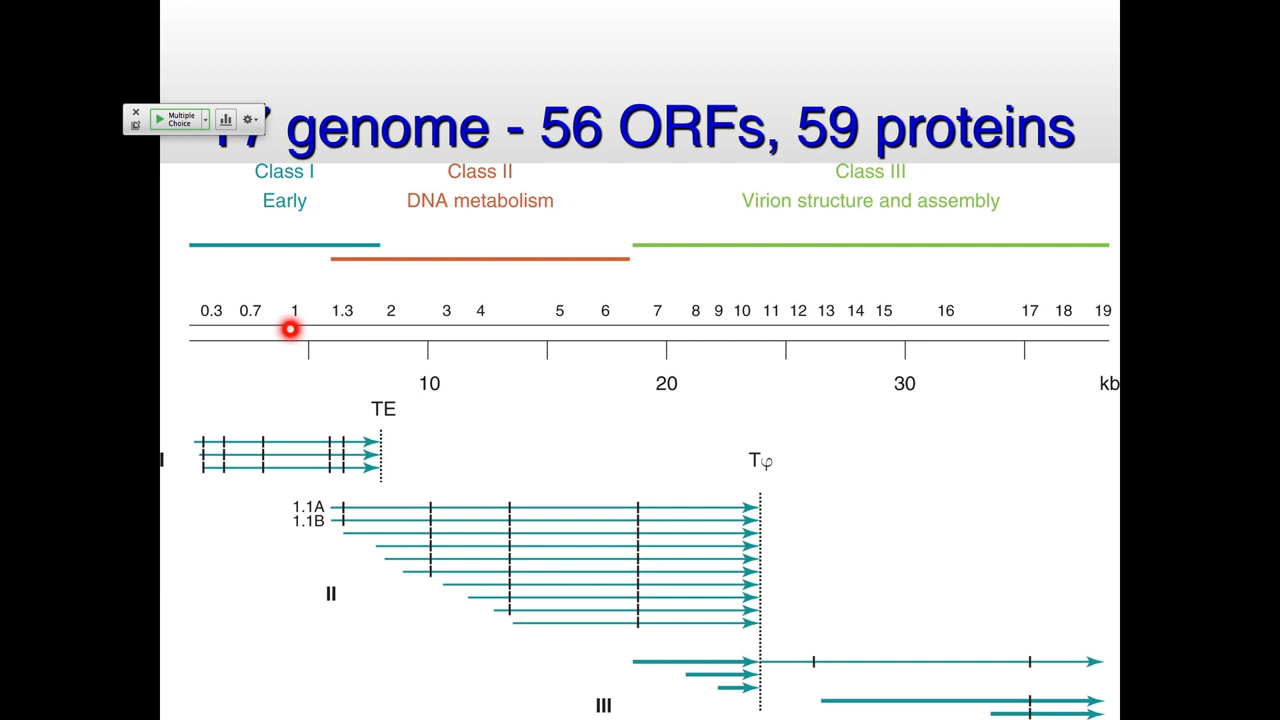 Multiple
Choice
7 genome - 56 ORFs, 59 proteins
Class I
Class II
Class III
Early
DNA metabolism
Virion structure and assembly
0.3 0.7 1 1.3 2 3 4 5 6 7 8 9 10 11 12 13 14 15 16 17 18 19
10 20 30 kb
TE
I
Tφ
1.1A
1.1B
II
III